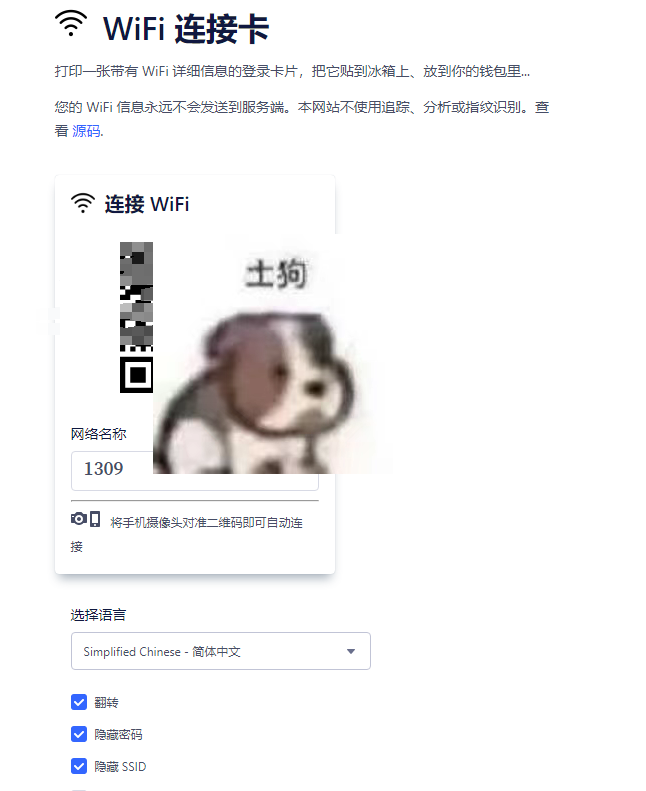 WiFi 连接卡
打印一张带有 WiFi 详细信息的登录卡片，把它贴到冰箱上、放到你的钱包里...
您的 WiFi 信息永远不会发送到服务端。本网站不使用追踪、分析或指纹识别。查
看 源码.
连接 WiFi
土狗
网络名称
1309
将手机摄像头对准二维码即可自动连
接
选择语言
Simplified Chinese - 简体中文
翻转
隐藏密码
隐藏 SSID